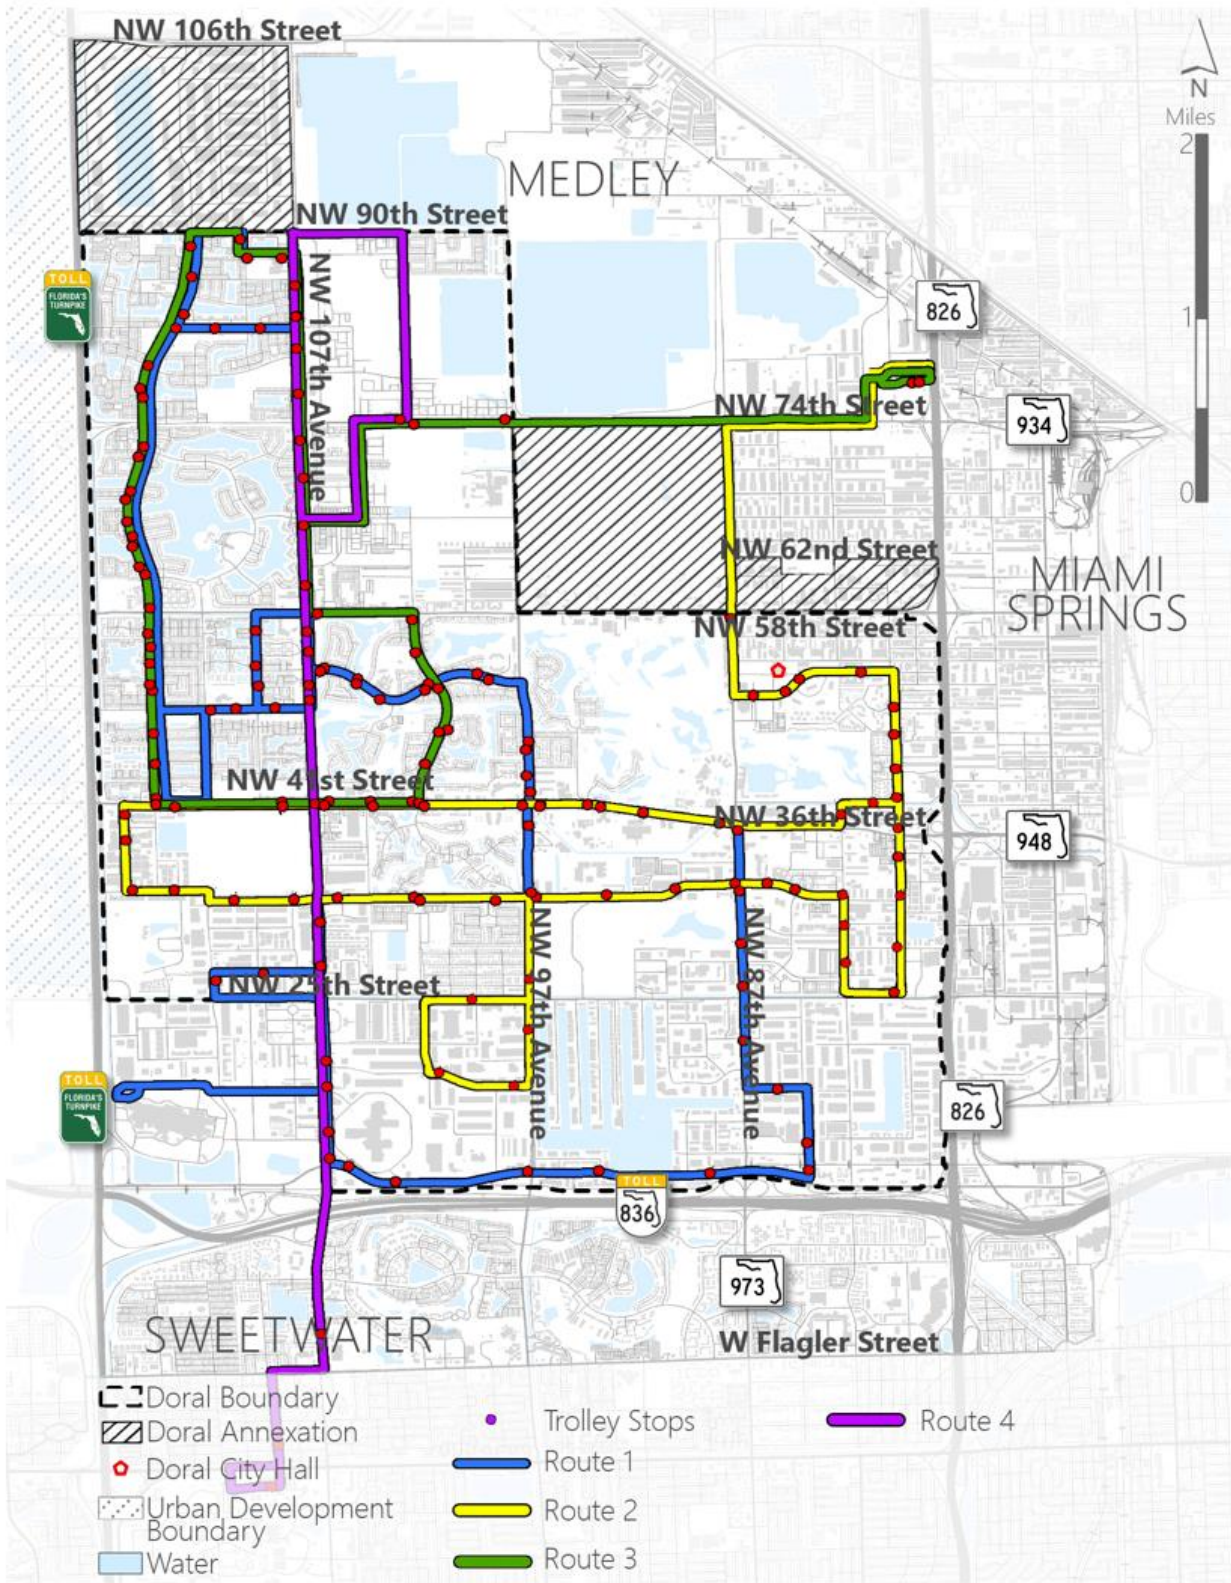 NW 106th Street
N
Miles
2
MEDLEY
NW 90th Street
TOLL
FLORIDA'S
TURNPIKE
NW 107th Avenue
826
1
NW 74th Street
934
0
NW 62nd Street
MIAMI
SPRINGS
NW 58th Street
NW 41st Street
NW 36th Street
948
NW 97th Avenue
NW 87th Avenue
NW 25th Street
TOLL
FLORIDA'S
TURNPIKE
826
TOLL
836
973
SWEETWATER
W Flagler Street
Doral Boundary
Doral Annexation
Doral City Hall
Urban Development
Boundary
Water
Trolley Stops
Route 1
Route 2
Route 3
Route 4